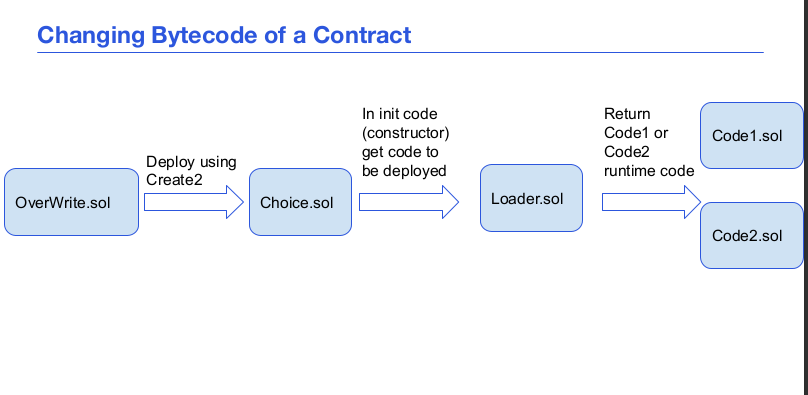 Changing Bytecode of a Contract
OverWrite.sol
Deploy using
Create2
Choice.sol
In init code
(constructor)
get code to
be deployed
Loader.sol
Return
Code1 or
Code2
runtime code
Code1.sol
Code2.sol